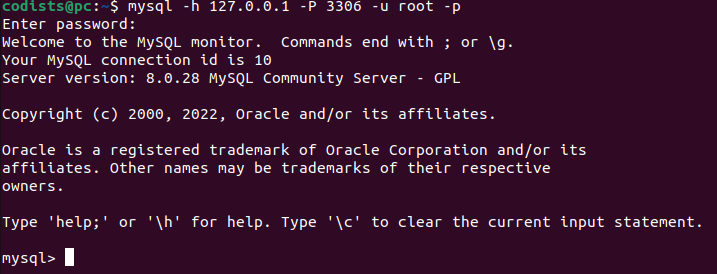 codists@pc:~$ mysql -h 127.0.0.1 -P 3306 -u root -p
Enter password:
Welcome to the MySQL monitor.  Commands end with ; or \g.
Your MySQL connection id is 10
Server version: 8.0.28 MySQL Community Server - GPL

Copyright (c) 2000, 2022, Oracle and/or its affiliates.

Oracle is a registered trademark of Oracle Corporation and/or its
affiliates. Other names may be trademarks of their respective
owners.

Type 'help;' or '\h' for help. Type '\c' to clear the current input statement.

mysql>